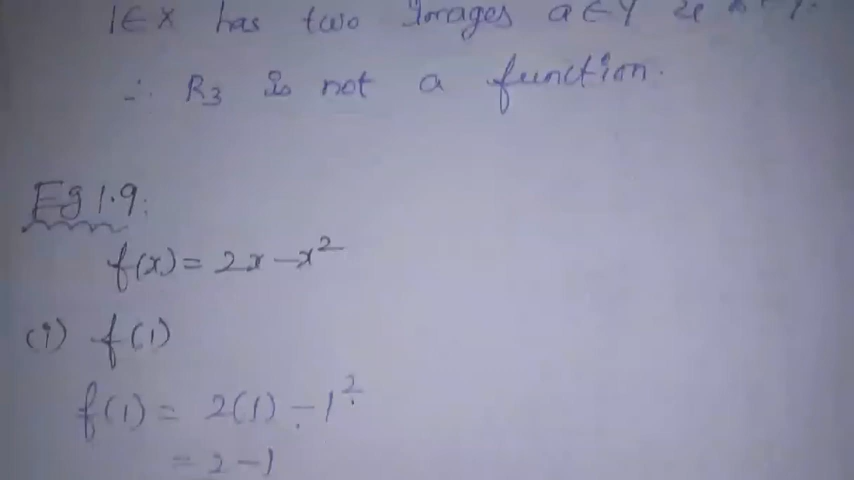 1∈X has two images a∈Y
∴ R3 is not a function.
Eg 1.9:
f(x) = 2x - x²
(i) f(1)
f(1) = 2(1) - 1²
= 2 - 1